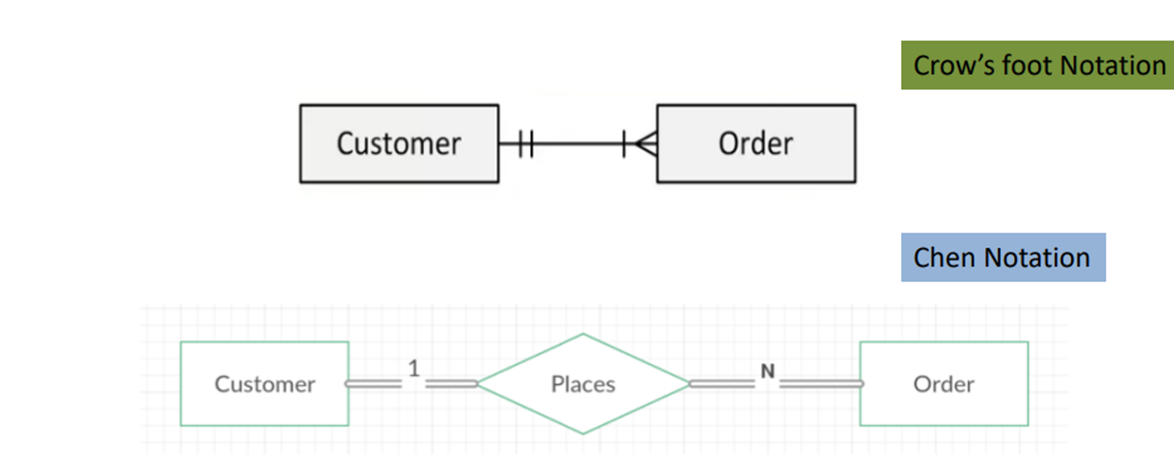 Crow’s foot Notation
Customer
Order
Chen Notation
Customer
1
Places
N
Order